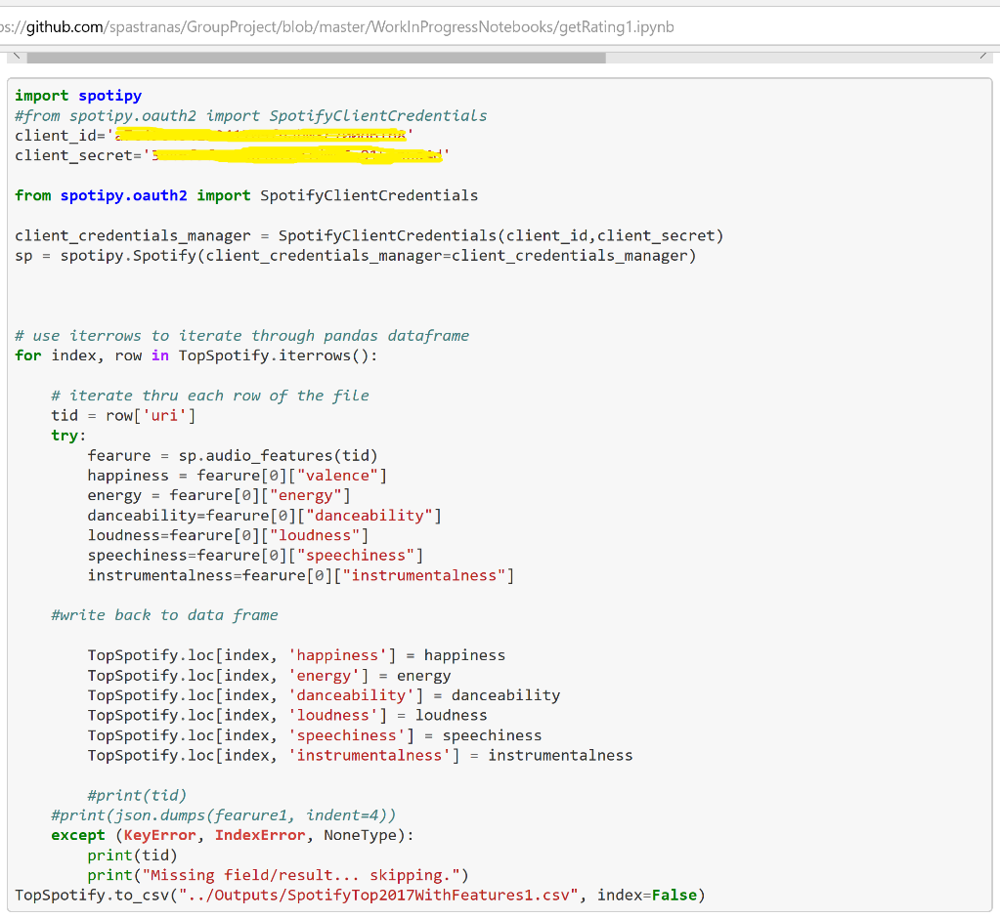 ps://github.com/spastranas/GroupProject/blob/master/WorkInProgressNotebooks/getRating1.ipynb
import spotipy
#from spotipy.oauth2 import SpotifyClientCredentials
client_id='
client_secret='
from spotipy.oauth2 import SpotifyClientCredentials
client_credentials_manager = SpotifyClientCredentials(client_id,client_secret)
sp = spotipy.Spotify(client_credentials_manager=client_credentials_manager)
# use iterrows to iterate through pandas dataframe
for index, row in TopSpotify.iterrows():
# iterate thru each row of the file
tid = row['uri']
try:
fearure = sp.audio_features(tid)
happiness = fearure[0]["valence"]
energy = fearure[0]["energy"]
danceability=fearure[0]["danceability"]
loudness=fearure[0]["loudness"]
speechiness=fearure[0]["speechiness"]
instrumentalness=fearure[0]["instrumentalness"]
#write back to data frame
TopSpotify.loc[index, 'happiness'] = happiness
TopSpotify.loc[index, 'energy'] = energy
TopSpotify.loc[index, 'danceability'] = danceability
TopSpotify.loc[index, 'loudness'] = loudness
TopSpotify.loc[index, 'speechiness'] = speechiness
TopSpotify.loc[index, 'instrumentalness'] = instrumentalness
#print(tid)
#print(json.dumps(fearure1, indent=4))
except (KeyError, IndexError, NoneType):
print(tid)
print("Missing field/result... skipping.")
TopSpotify.to_csv("../Outputs/SpotifyTop2017WithFeatures1.csv", index=False)